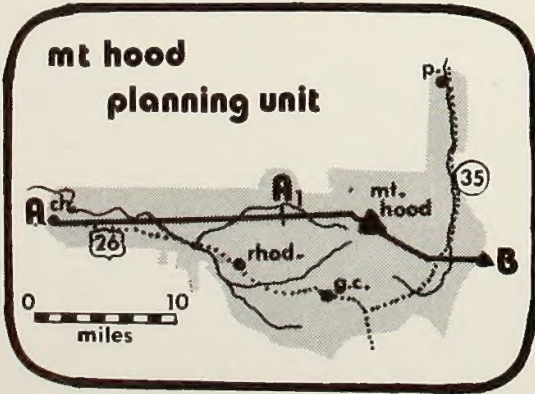 mt hood
planning unit
p.
35
A
ch.
A1
mt.
hood
B
26
rhod.
g.c.
0 10
miles